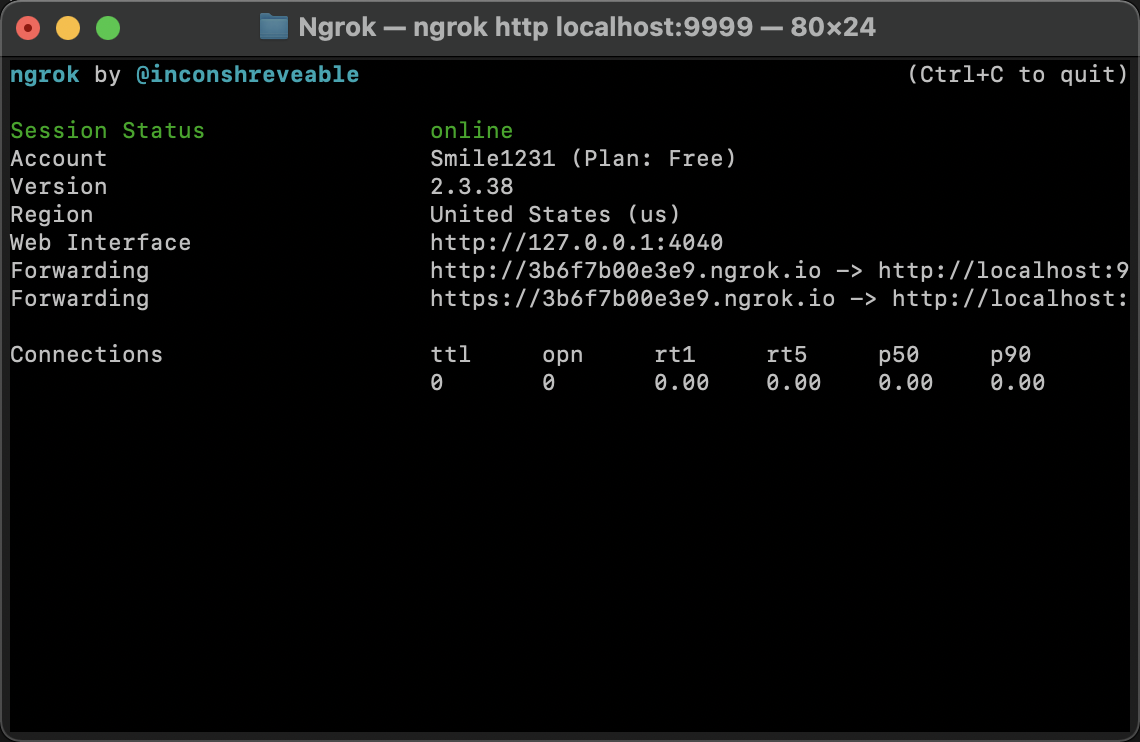 Ngrok — ngrok http localhost:9999 — 80×24
ngrok by @inconshreveable (Ctrl+C to quit)
Session Status online
Account Smile1231 (Plan: Free)
Version 2.3.38
Region United States (us)
Web Interface http://127.0.0.1:4040
Forwarding http://3b6f7b00e3e9.ngrok.io -> http://localhost:9
Forwarding https://3b6f7b00e3e9.ngrok.io -> http://localhost:
Connections ttl opn rt1 rt5 p50 p90
0 0 0.00 0.00 0.00 0.00